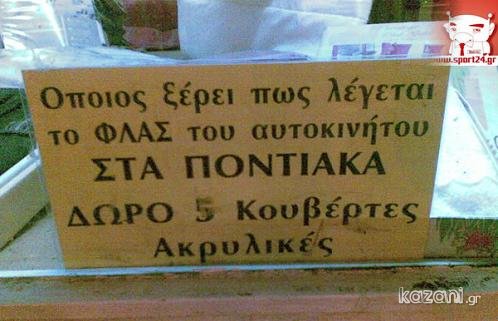 www.sport24.gr
Οποιος ξέρει πως λέγεται
το ΦΛΑΣ του αυτοκινήτου
ΣΤΑ ΠΟΝΤΙΑΚΑ
ΔΩΡΟ 5 Κουβέρτες
Ακρυλικές
kazani.gr